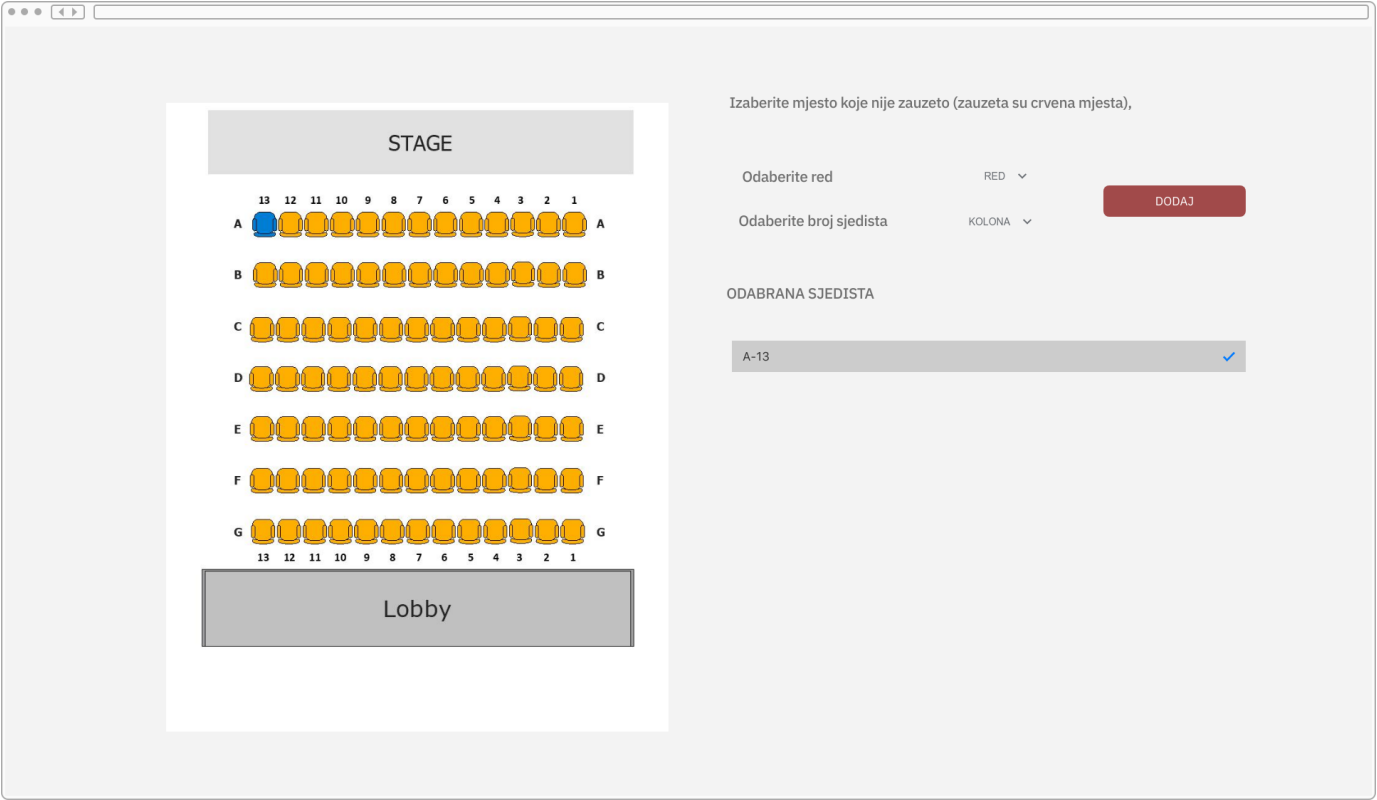 STAGE
13 12 11 10 9 8 7 6 5 4 3 2 1
A A
B B
C C
D D
E E
F F
G G
13 12 11 10 9 8 7 6 5 4 3 2 1
Lobby
Izaberite mjesto koje nije zauzeto (zauzeta su crvena mjesta),
Odaberite red RED
DODAJ
Odaberite broj sjedista KOLONA
ODABRANA SJEDISTA
A-13